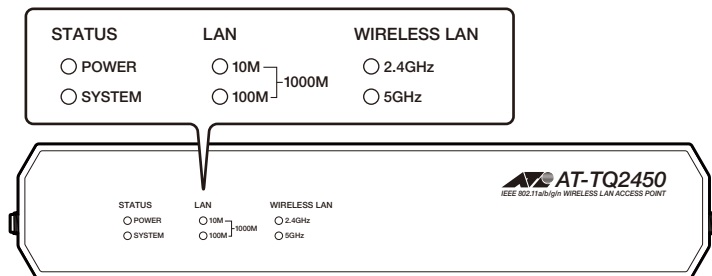 STATUS LAN WIRELESS LAN
POWER 10M 1000M 2.4GHz
SYSTEM 100M 5GHz
AT-TQ2450
IEEE 802.11a/b/g/n WIRELESS LAN ACCESS POINT
STATUS LAN WIRELESS LAN
POWER 10M 1000M 2.4GHz
SYSTEM 100M 5GHz